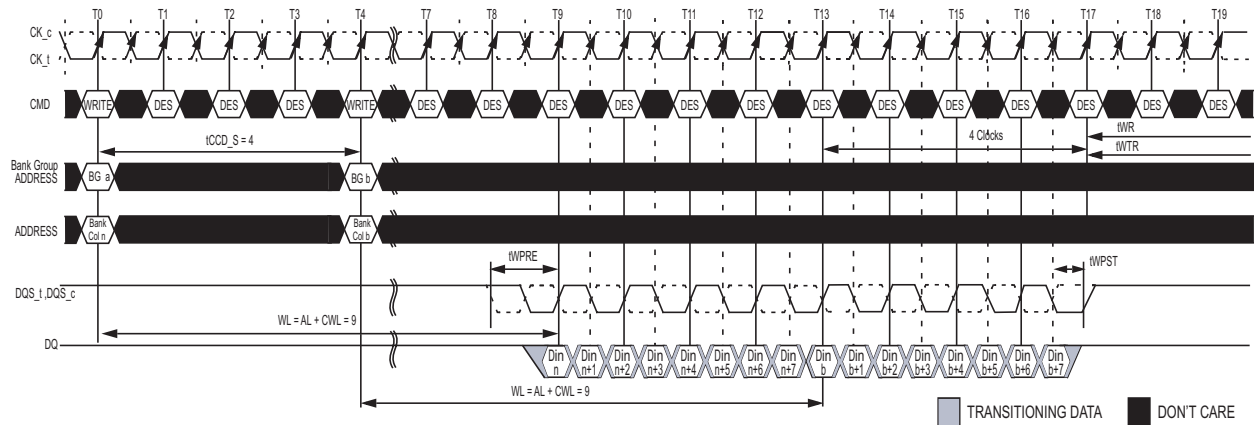 T0 T1 T2 T3 T4 T7 T8 T9 T10 T11 T12 T13 T14 T15 T16 T17 T18 T19
CK_c
CK_t
CMD WRITE DES DES DES WRITE DES DES DES DES DES DES DES DES DES DES DES DES DES
tCCD_S = 4
4 Clocks
tWR
tWTR
Bank Group
ADDRESS
BG a
BG b
ADDRESS
Bank
Col n
Bank
Col b
tWPRE
tWPST
DQS_t ,DQS_c
WL = AL + CWL = 9
DQ
Din
n
Din
n+1
Din
n+2
Din
n+3
Din
n+4
Din
n+5
Din
n+6
Din
n+7
Din
b
Din
b+1
Din
b+2
Din
b+3
Din
b+4
Din
b+5
Din
b+6
Din
b+7
WL = AL + CWL = 9
TRANSITIONING DATA
DON'T CARE